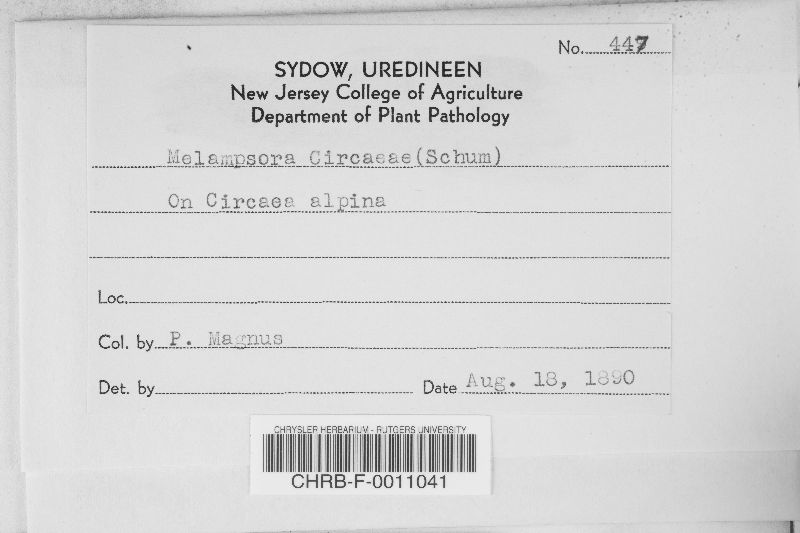 No. 447
SYDOW, UREDINEEN
New Jersey College of Agriculture
Department of Plant Pathology
Melampsora Circaeae(Schum)
On Circaea alpina
Loc.
Col. by P. Magnus
Det. by
Date Aug. 18, 1890
CHRYSLER HERBARIUM - RUTGERS UNIVERSITY
CHRB-F-0011041